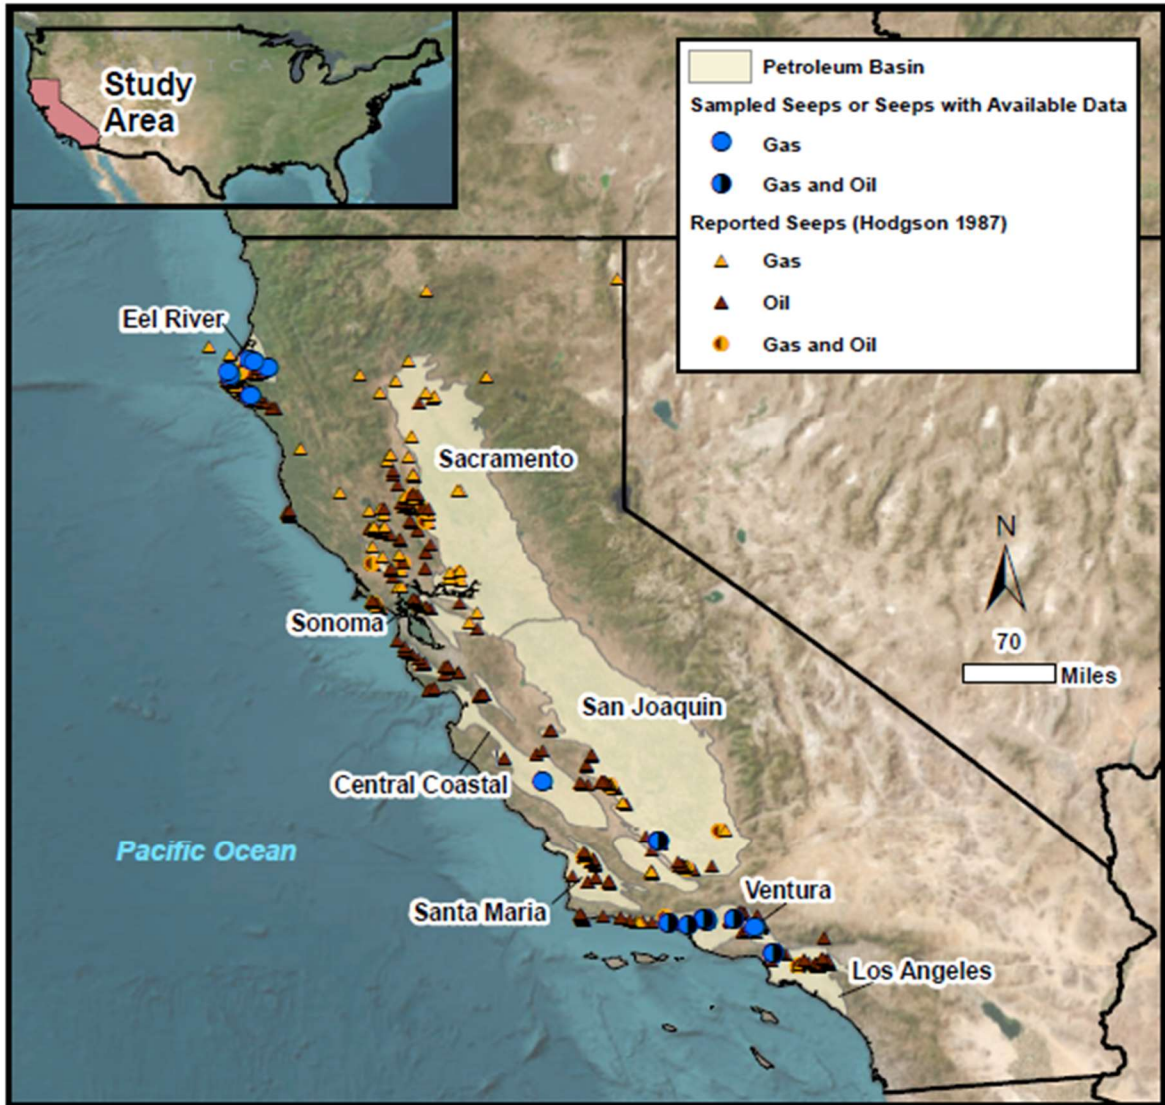 Study
Area
Petroleum Basin
Sampled Seeps or Seeps with Available Data
Gas
Gas and Oil
Reported Seeps (Hodgson 1987)
Gas
Oil
Gas and Oil
Eel River
Sacramento
N
Sonoma
70
Miles
San Joaquin
Central Coastal
Pacific Ocean
Ventura
Santa Maria
Los Angeles